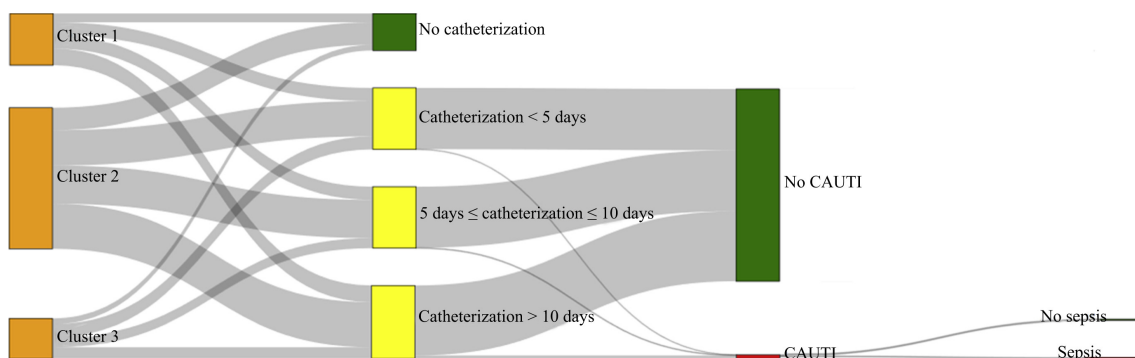 Cluster 1
No catheterization
Catheterization < 5 days
Cluster 2
No CAUTI
5 days ≤ catheterization ≤ 10 days
Catheterization > 10 days
No sepsis
Cluster 3
CAUTI
Sepsis